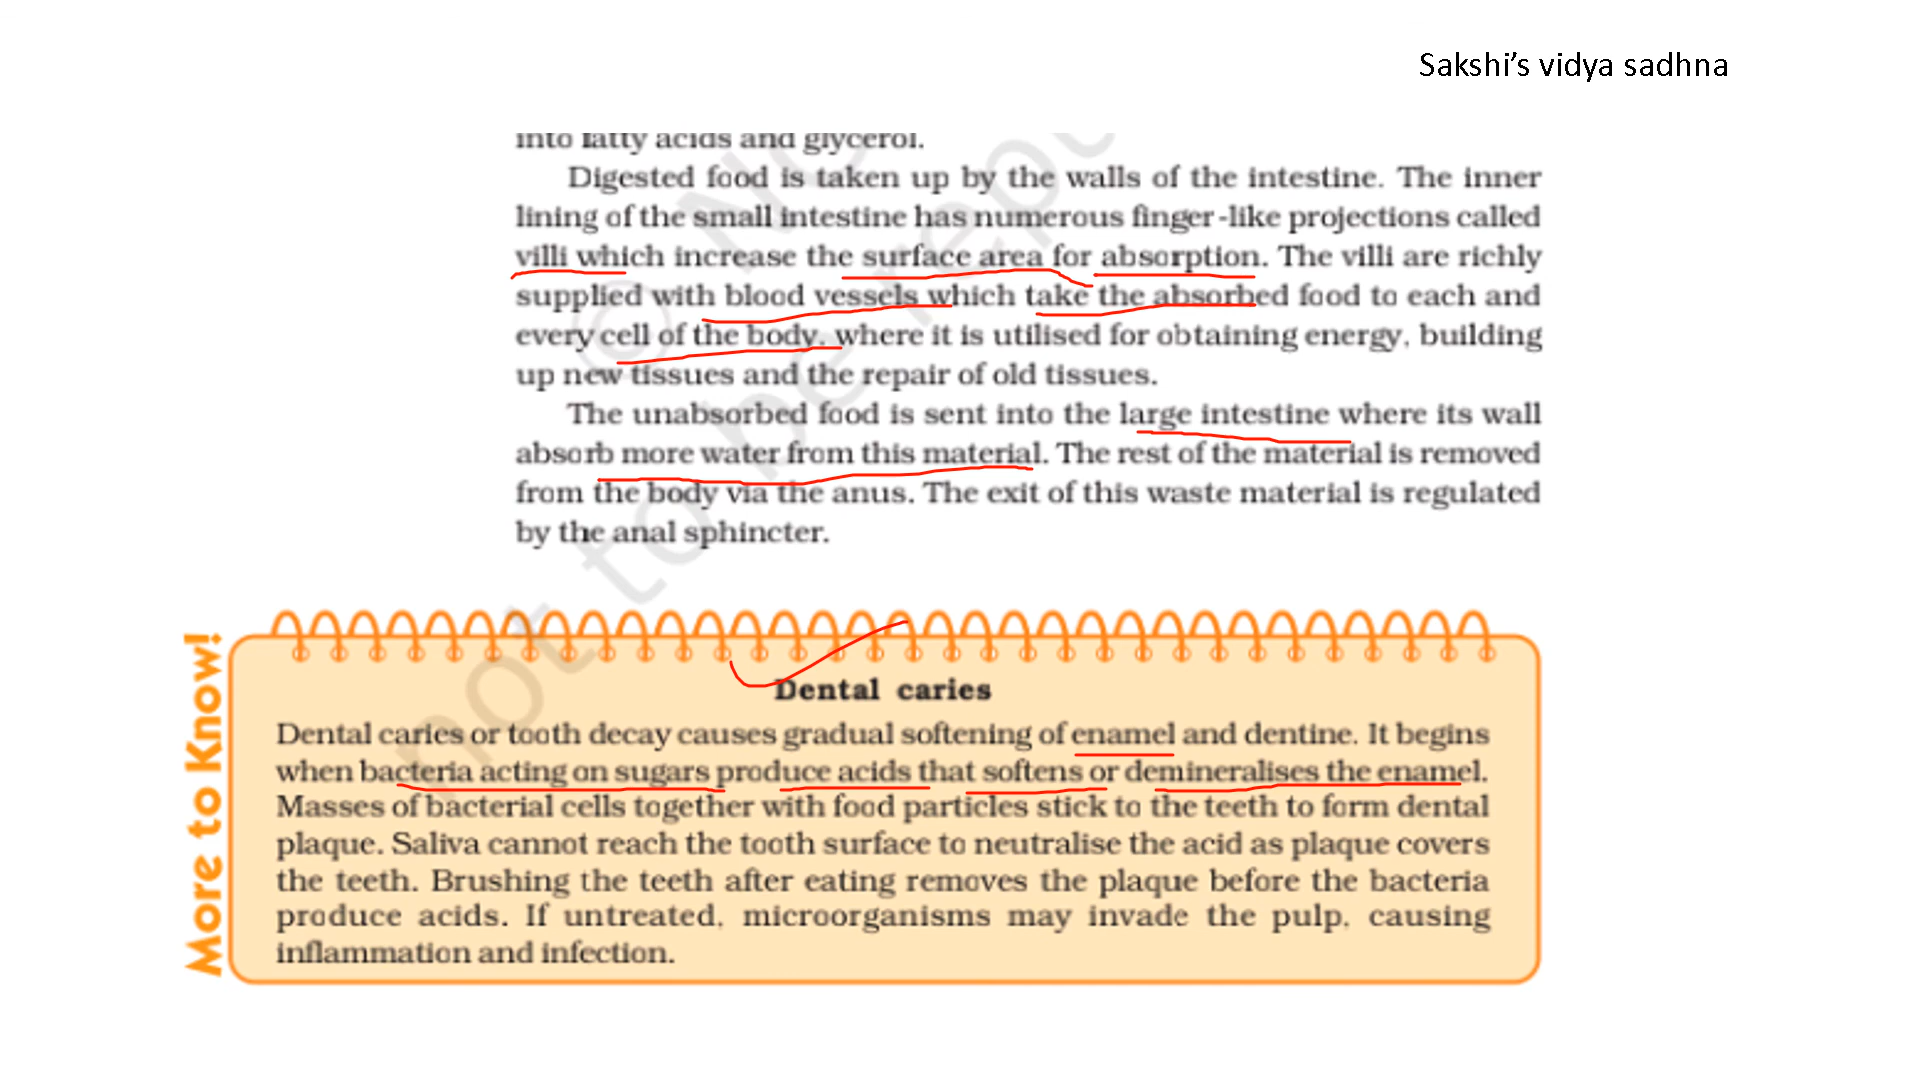 Sakshi's vidya sadhna
into fatty acids and glycerol.
Digested food is taken up by the walls of the intestine. The inner
lining of the small intestine has numerous finger-like projections called
villi which increase the surface area for absorption. The villi are richly
supplied with blood vessels which take the absorbed food to each and
every cell of the body, where it is utilised for obtaining energy, building
up new tissues and the repair of old tissues.
The unabsorbed food is sent into the large intestine where its wall
absorb more water from this material. The rest of the material is removed
from the body via the anus. The exit of this waste material is regulated
by the anal sphincter.
More to Know!
Dental caries
Dental caries or tooth decay causes gradual softening of enamel and dentine. It begins
when bacteria acting on sugars produce acids that softens or demineralises the enamel.
Masses of bacterial cells together with food particles stick to the teeth to form dental
plaque. Saliva cannot reach the tooth surface to neutralise the acid as plaque covers
the teeth. Brushing the teeth after eating removes the plaque before the bacteria
produce acids. If untreated, microorganisms may invade the pulp, causing
inflammation and infection.
not to be rep